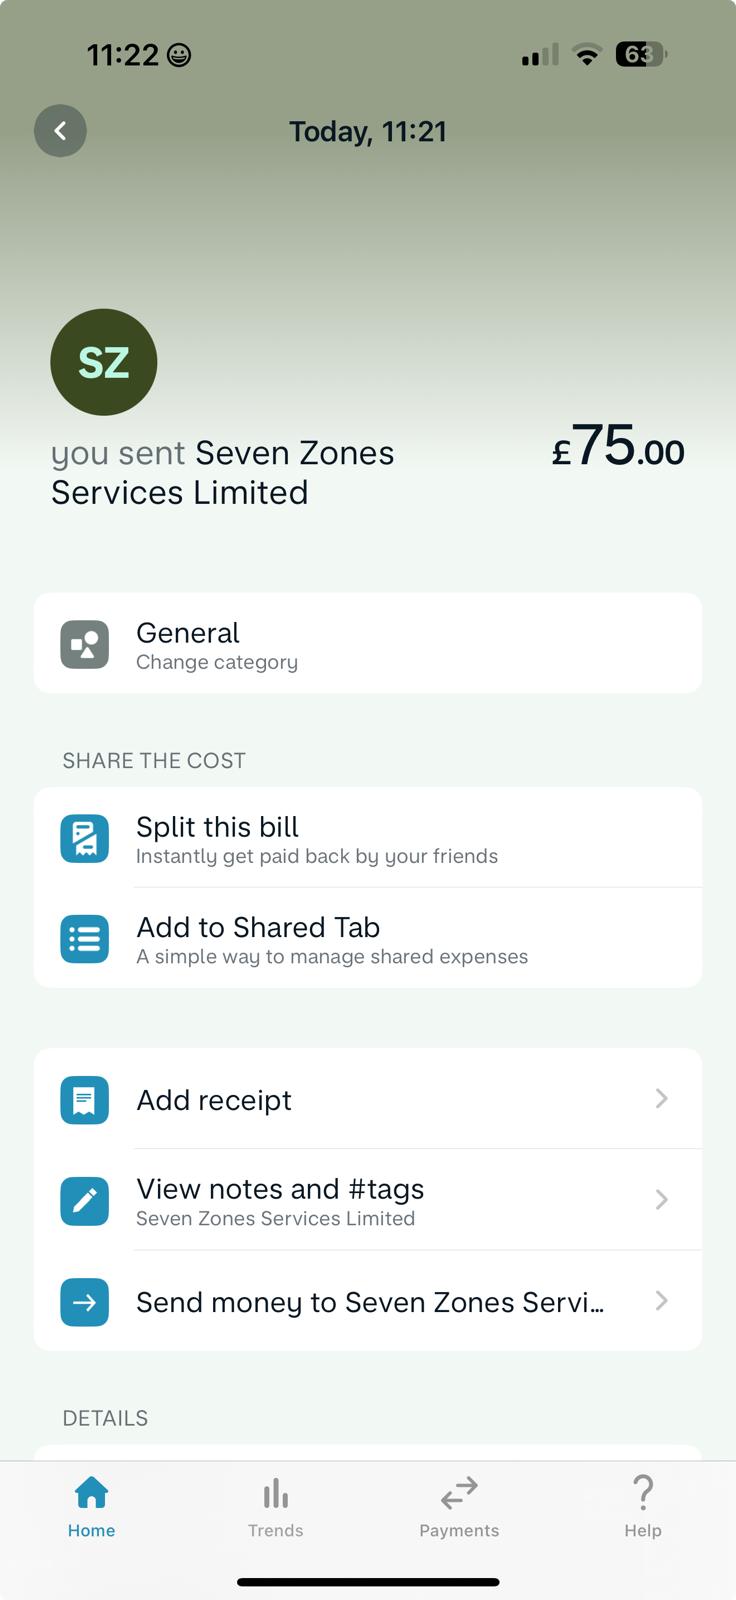 11:22
63
Today, 11:21
SZ
you sent Seven Zones
Services Limited
£75.00
General
Change category
SHARE THE COST
Split this bill
Instantly get paid back by your friends
Add to Shared Tab
A simple way to manage shared expenses
Add receipt
View notes and #tags
Seven Zones Services Limited
Send money to Seven Zones Servi...
DETAILS
Home
Trends
Payments
Help